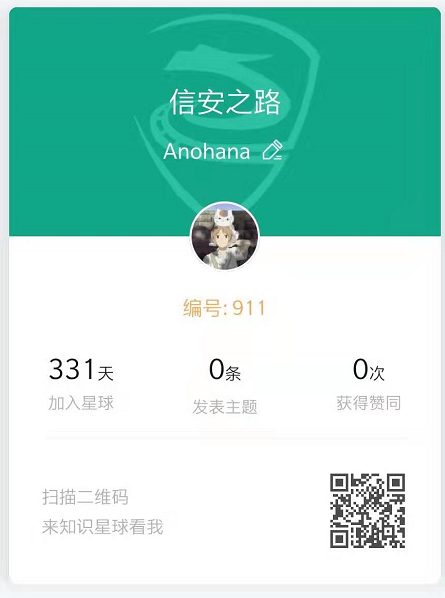 信安之路
Anohana
编号: 911
331天
加入星球
0条
发表主题
0次
获得赞同
扫描二维码
来知识星球看我